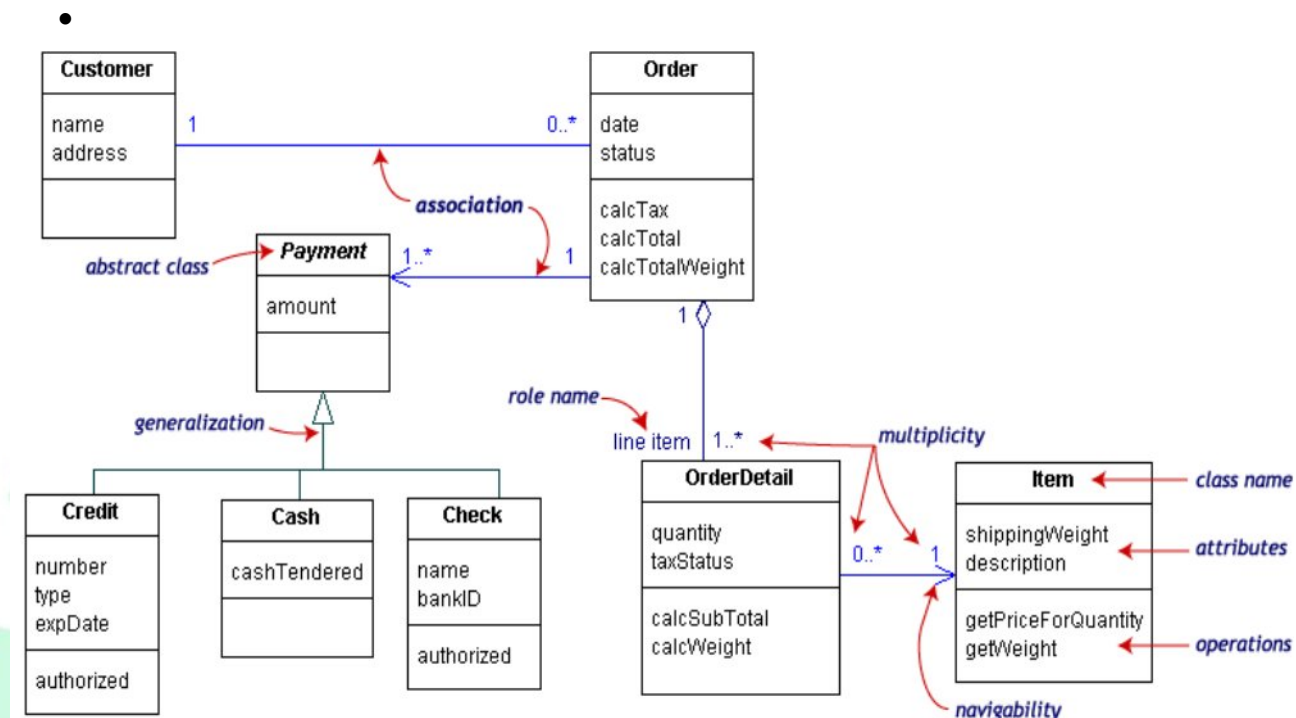 •
Customer
name
address
1
0..*
Order
date
status
calcTax
calcTotal
calcTotalWeight
association
abstract class
Payment
amount
1..*
1
generalization
1
role name
line item
1..*
multiplicity
Credit
number
type
expDate
authorized
Cash
cashTendered
Check
name
bankID
authorized
OrderDetail
quantity
taxStatus
calcSubTotal
calcWeight
0..*
1
Item
shippingWeight
description
getPriceForQuantity
getWeight
class name
attributes
operations
navigability